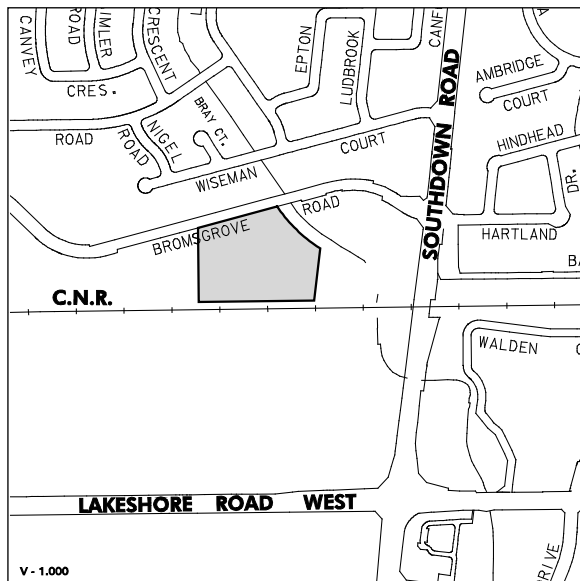 CANVEY
ROAD
WIMLER
CRESCENT
CRES.
ROAD
ROAD
NIGEL
BRAY CT.
EPTON
LUDBROOK
SOUTHDOWN ROAD
AMBRIDGE
COURT
HINDHEAD
DR.
WISEMAN
COURT
BROMSGROVE
ROAD
HARTLAND
C.N.R.
WALDEN
LAKESHORE ROAD WEST
V - 1.000